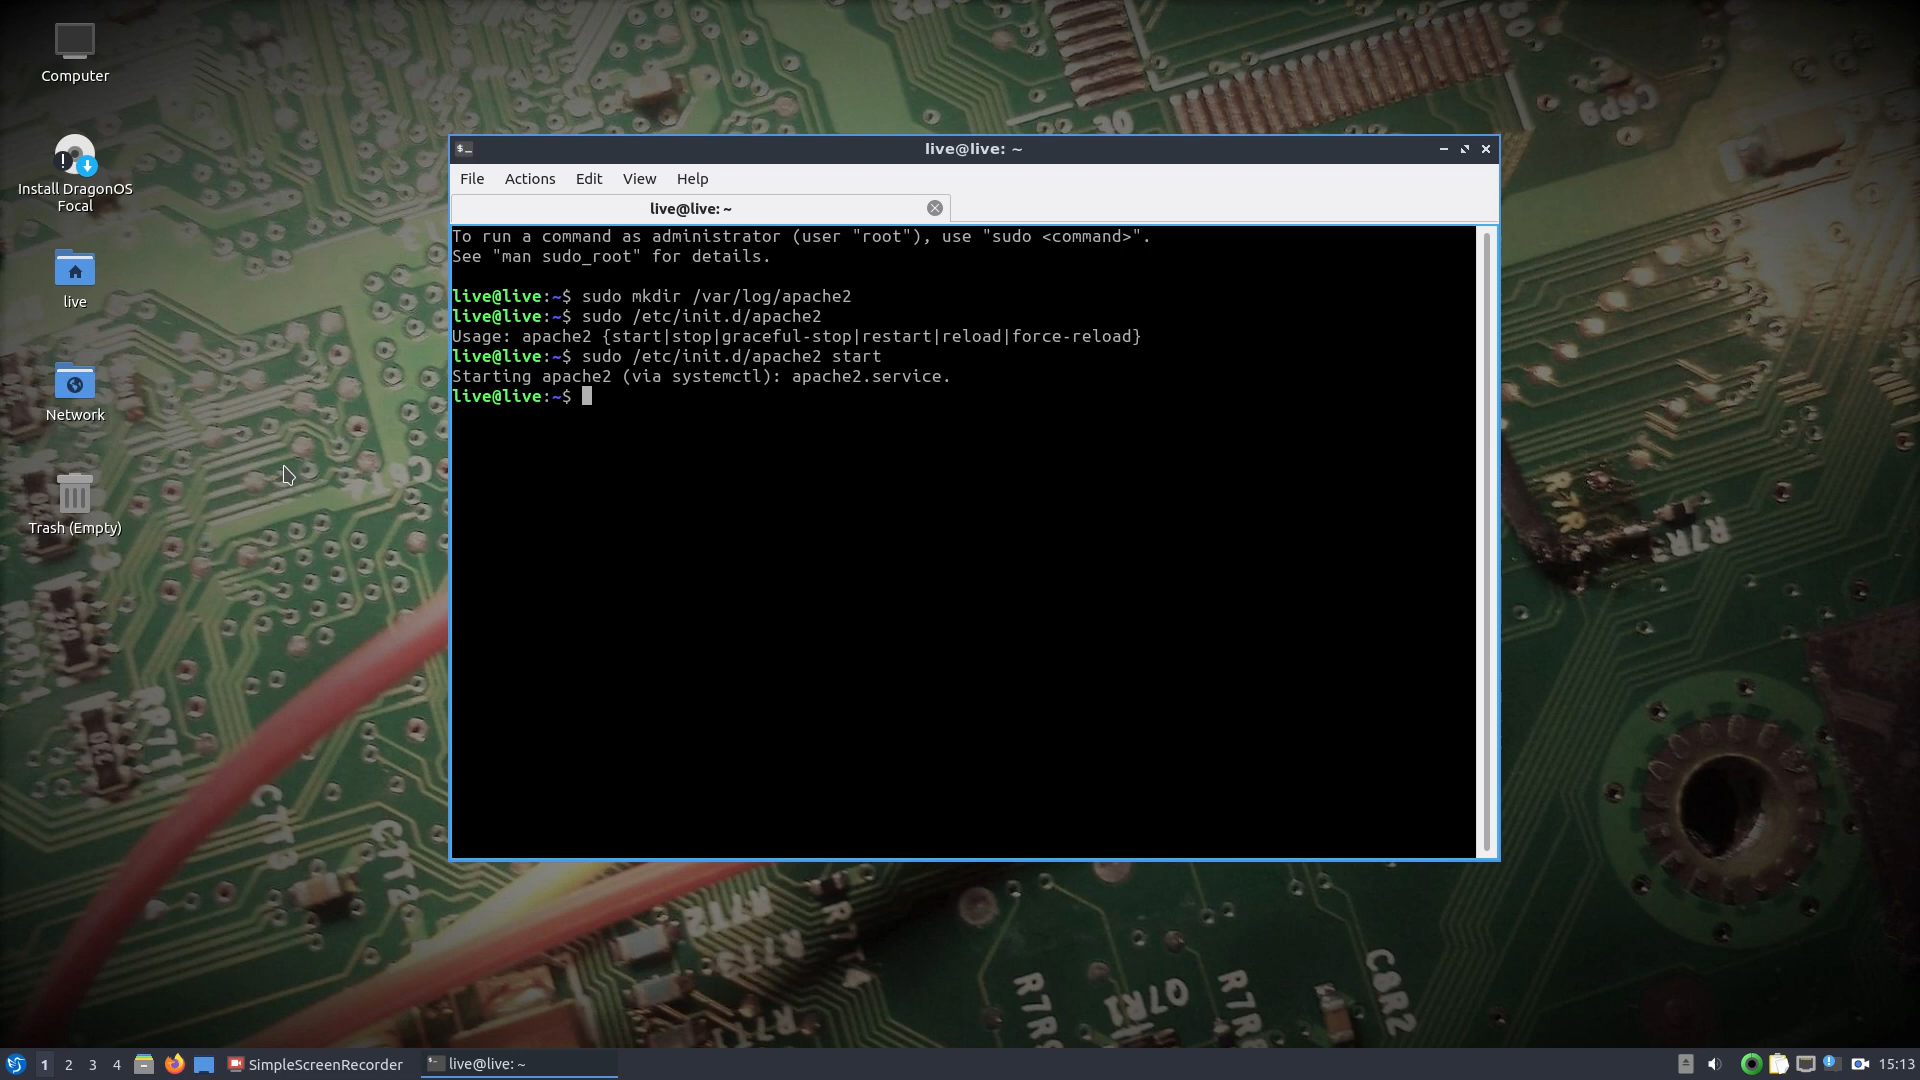 Computer
Install DragonOS
Focal
live
Network
Trash (Empty)
live@live: ~
File Actions Edit View Help
live@live: ~
To run a command as administrator (user "root"), use "sudo <command>".
See "man sudo_root" for details.
live@live:~$ sudo mkdir /var/log/apache2
live@live:~$ sudo /etc/init.d/apache2
Usage: apache2 {start|stop|graceful-stop|restart|reload|force-reload}
live@live:~$ sudo /etc/init.d/apache2 start
Starting apache2 (via systemctl): apache2.service.
live@live:~$
R7R
C8R2
1 2 3 4 SimpleScreenRecorder live@live: ~ 15:13